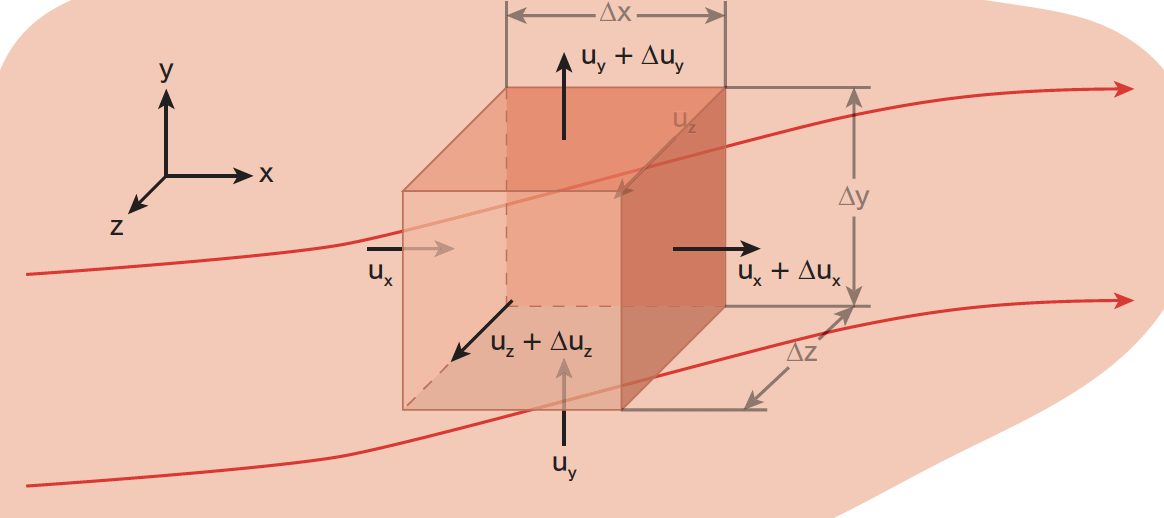 Δx
u_y + Δu_y
y
u_z
x
Δy
z
u_x
u_x + Δu_x
u_z + Δu_z
Δz
u_y